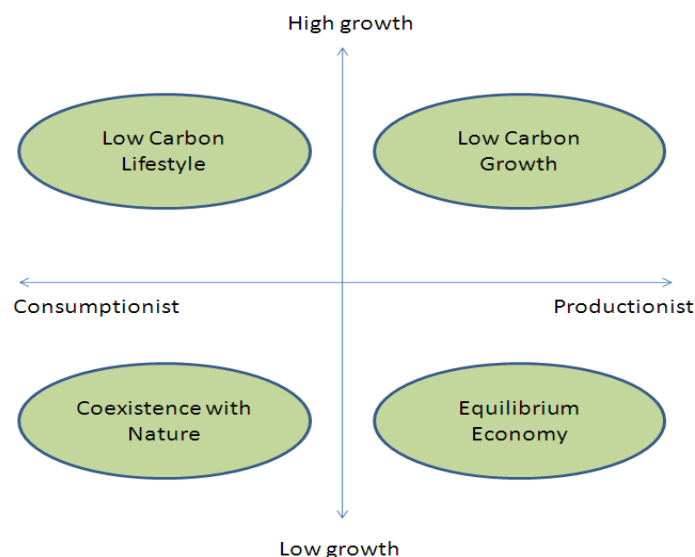 High growth
Low Carbon
Lifestyle
Low Carbon
Growth
Consumptionist
Productionist
Coexistence with
Nature
Equilibrium
Economy
Low growth